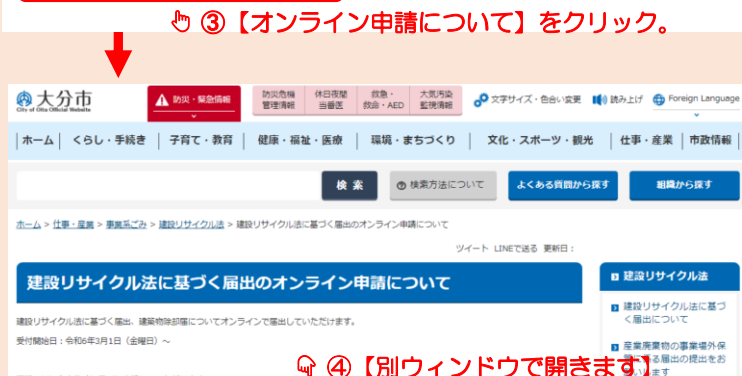 ③【オンライン申請について】をクリック。
大分市
City of Oita Official Website
防災・緊急情報
防災危機管理情報
休日夜間当番医
救急・救命・AED
大気汚染監視情報
文字サイズ・色合い変更
読み上げ
Foreign Language
ホーム
くらし・手続き
子育て・教育
健康・福祉・医療
環境・まちづくり
文化・スポーツ・観光
仕事・産業
市政情報
検索
検索方法について
よくある質問から探す
組織から探す
ホーム > 仕事・産業 > 事業系ごみ > 建設リサイクル法 > 建設リサイクル法に基づく届出のオンライン申請について
ツイート LINEで送る 更新日：
建設リサイクル法に基づく届出のオンライン申請について
建設リサイクル法
建設リサイクル法に基づく届出、建築物除却届についてオンラインで届出していただけます。
受付開始日：令和6年3月1日（金曜日）～
建設リサイクル法に基づ
く届出について
産業廃棄物の事業場外保
る届出の提出をお
います
④【別ウィンドウで開きます】